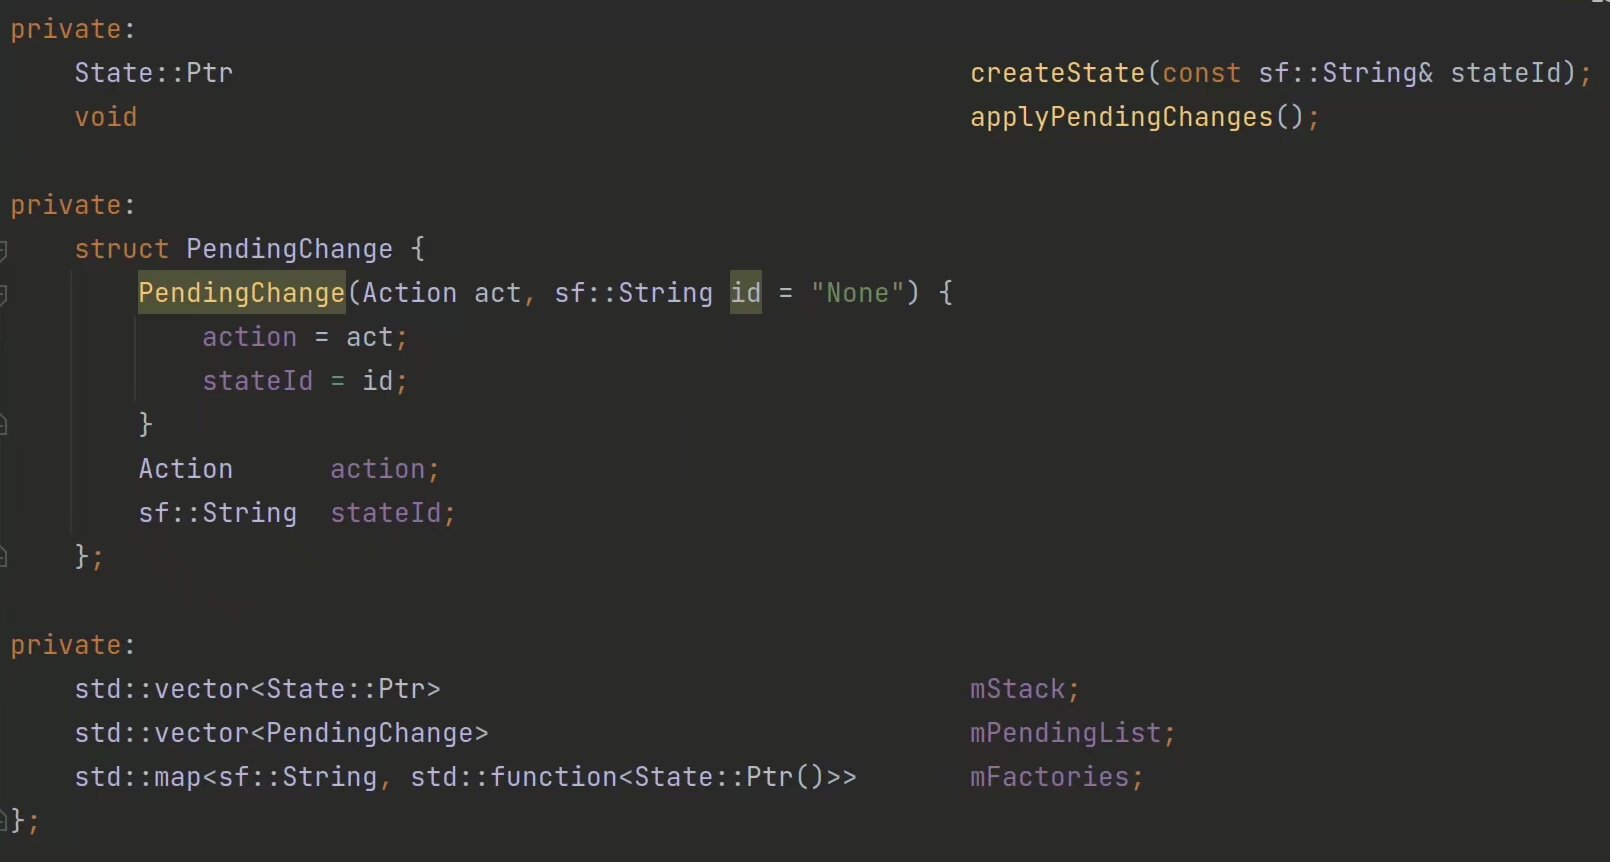 private:
    State::Ptr                                              createState(const sf::String& stateId);
    void                                                    applyPendingChanges();
private:
    struct PendingChange {
        PendingChange(Action act, sf::String id = "None") {
            action = act;
            stateId = id;
        }
        Action      action;
        sf::String  stateId;
    };
private:
    std::vector<State::Ptr>                                 mStack;
    std::vector<PendingChange>                              mPendingList;
    std::map<sf::String, std::function<State::Ptr()>>       mFactories;
};